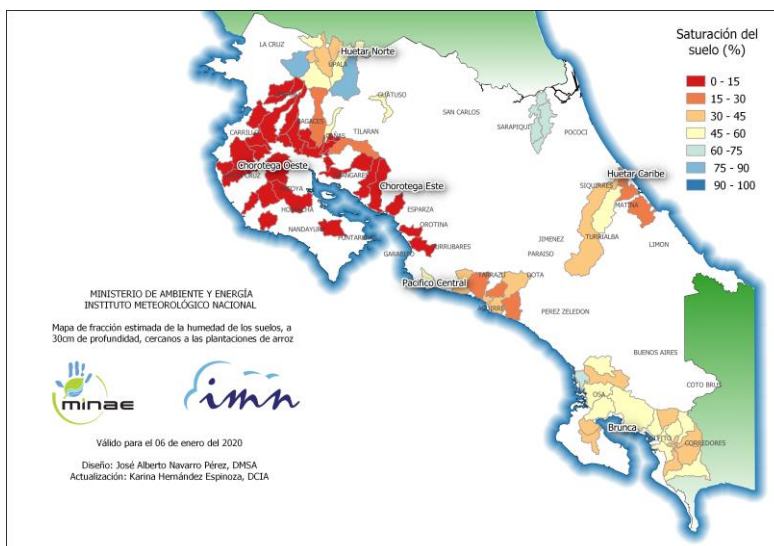 Saturación del
suelo (%)
0 - 15
15 - 30
30 - 45
45 - 60
60 -75
75 - 90
90 - 100
LA CRUZ
Huetar Norte
UPALA
GUATUSO
SAN CARLOS
SARAPIQUI
POCOCI
BAGACES
CAÑAS
TILARAN
CARRILLO
Chorotega Oeste
CRUZ
Chorotega Este
ESPARZA
NANDAYURE
OROTINA
TURRUBARES
GARABITO
Huetar Caribe
SIQUIRRES
MATINA
JIMENEZ
TURRIALBA
LIMON
PARAISO
TARRAZU
DOTA
Pacífico Central
AGUIRRE
PEREZ ZELEDON
BUENOS AIRES
COTO BRUS
OSA
Brunca
GOLFITO
CORREDORES
MINISTERIO DE AMBIENTE Y ENERGÍA
INSTITUTO METEOROLÓGICO NACIONAL
Mapa de fracción estimada de la humedad de los suelos, a
30cm de profundidad, cercanos a las plantaciones de arroz
minae
imn
Válido para el 06 de enero del 2020
Diseño: José Alberto Navarro Pérez, DMSA
Actualización: Karina Hernández Espinoza, DCIA